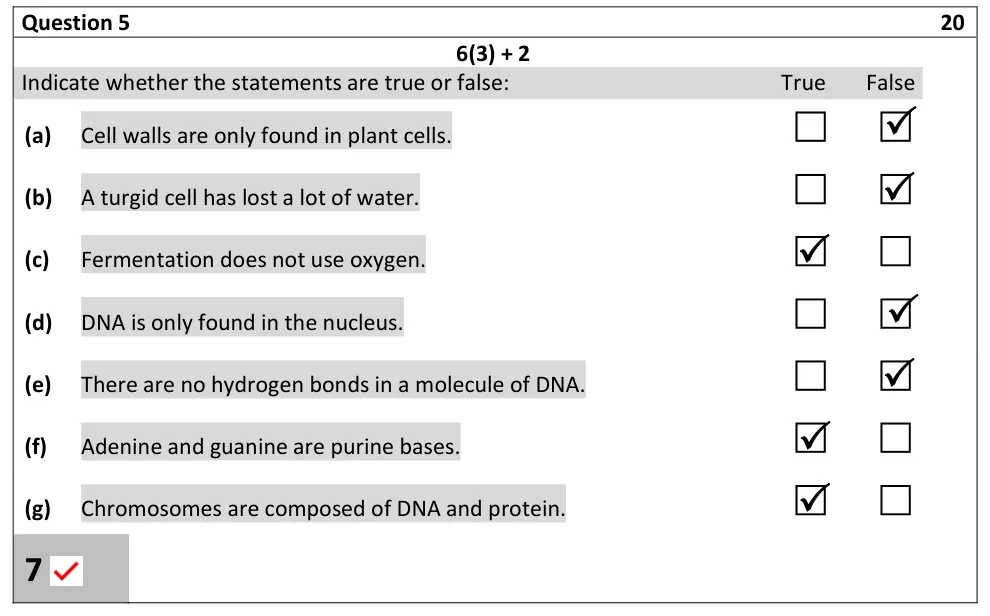 Question 5 20
6(3) + 2
Indicate whether the statements are true or false: True False
(a) Cell walls are only found in plant cells.
(b) A turgid cell has lost a lot of water.
(c) Fermentation does not use oxygen.
(d) DNA is only found in the nucleus.
(e) There are no hydrogen bonds in a molecule of DNA.
(f) Adenine and guanine are purine bases.
(g) Chromosomes are composed of DNA and protein.
7